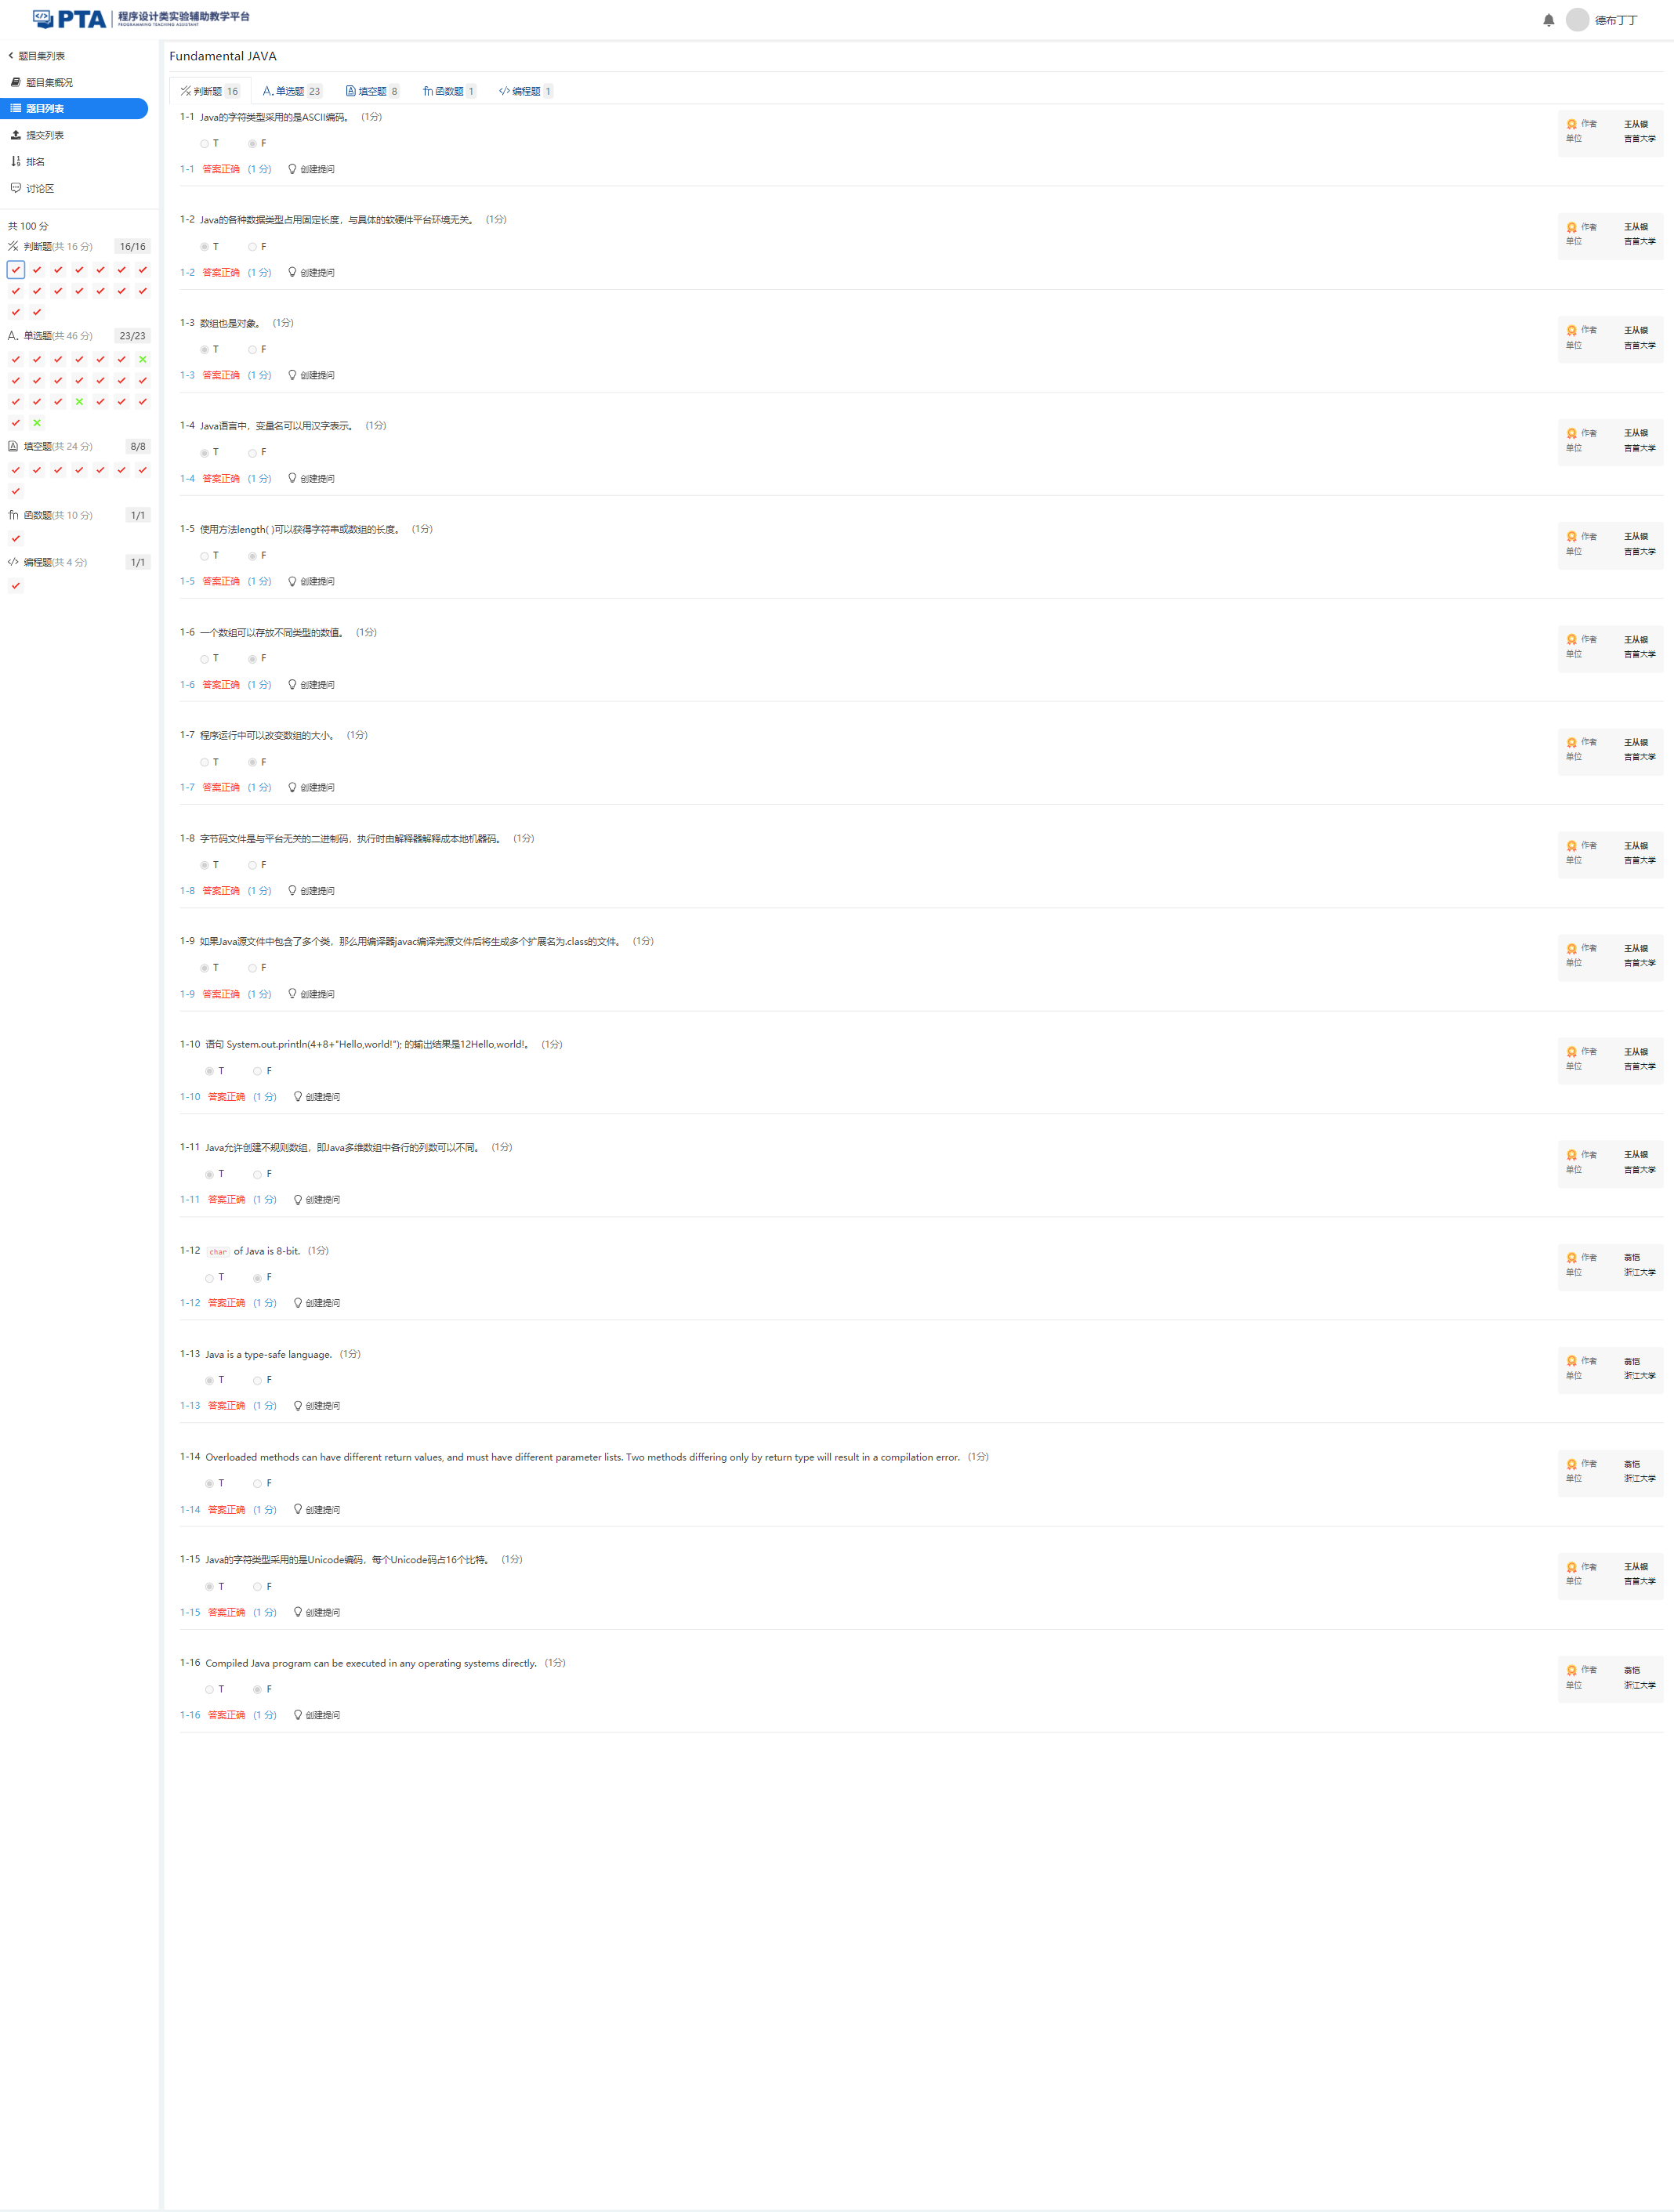 PTA 程序设计类实验辅助教学平台
PROGRAMMING TEACHING ASSISTANT
德布丁丁
题目集列表
题目集概况
题目列表
提交列表
排名
讨论区
共 100 分
判断题(共 16 分) 16/16
A. 单选题(共 46 分) 23/23
填空题(共 24 分) 8/8
fn 函数题(共 10 分) 1/1
</> 编程题(共 4 分) 1/1
Fundamental JAVA
判断题 16 A. 单选题 23 填空题 8 fn 函数题 1 </> 编程题 1
1-1 Java的字符类型采用的是ASCII编码。 (1分)
T F
1-1 答案正确 (1 分) 创建提问
作者 王从银
单位 吉首大学
1-2 Java的各种数据类型占用固定长度，与具体的软硬件平台环境无关。 (1分)
T F
1-2 答案正确 (1 分) 创建提问
作者 王从银
单位 吉首大学
1-3 数组也是对象。 (1分)
T F
1-3 答案正确 (1 分) 创建提问
作者 王从银
单位 吉首大学
1-4 Java语言中，变量名可以用汉字表示。 (1分)
T F
1-4 答案正确 (1 分) 创建提问
作者 王从银
单位 吉首大学
1-5 使用方法length( )可以获得字符串或数组的长度。 (1分)
T F
1-5 答案正确 (1 分) 创建提问
作者 王从银
单位 吉首大学
1-6 一个数组可以存放不同类型的数值。 (1分)
T F
1-6 答案正确 (1 分) 创建提问
作者 王从银
单位 吉首大学
1-7 程序运行中可以改变数组的大小。 (1分)
T F
1-7 答案正确 (1 分) 创建提问
作者 王从银
单位 吉首大学
1-8 字节码文件是与平台无关的二进制码，执行时由解释器解释成本地机器码。 (1分)
T F
1-8 答案正确 (1 分) 创建提问
作者 王从银
单位 吉首大学
1-9 如果Java源文件中包含了多个类，那么用编译器javac编译完源文件后将生成多个扩展名为.class的文件。 (1分)
T F
1-9 答案正确 (1 分) 创建提问
作者 王从银
单位 吉首大学
1-10 语句 System.out.println(4+8+"Hello,world!"); 的输出结果是12Hello,world!。 (1分)
T F
1-10 答案正确 (1 分) 创建提问
作者 王从银
单位 吉首大学
1-11 Java允许创建不规则数组，即Java多维数组中各行的列数可以不同。 (1分)
T F
1-11 答案正确 (1 分) 创建提问
作者 王从银
单位 吉首大学
1-12 char of Java is 8-bit. (1分)
T F
1-12 答案正确 (1 分) 创建提问
作者 翁恺
单位 浙江大学
1-13 Java is a type-safe language. (1分)
T F
1-13 答案正确 (1 分) 创建提问
作者 翁恺
单位 浙江大学
1-14 Overloaded methods can have different return values, and must have different parameter lists. Two methods differing only by return type will result in a compilation error. (1分)
T F
1-14 答案正确 (1 分) 创建提问
作者 翁恺
单位 浙江大学
1-15 Java的字符类型采用的是Unicode编码，每个Unicode码占16个比特。 (1分)
T F
1-15 答案正确 (1 分) 创建提问
作者 王从银
单位 吉首大学
1-16 Compiled Java program can be executed in any operating systems directly. (1分)
T F
1-16 答案正确 (1 分) 创建提问
作者 翁恺
单位 浙江大学